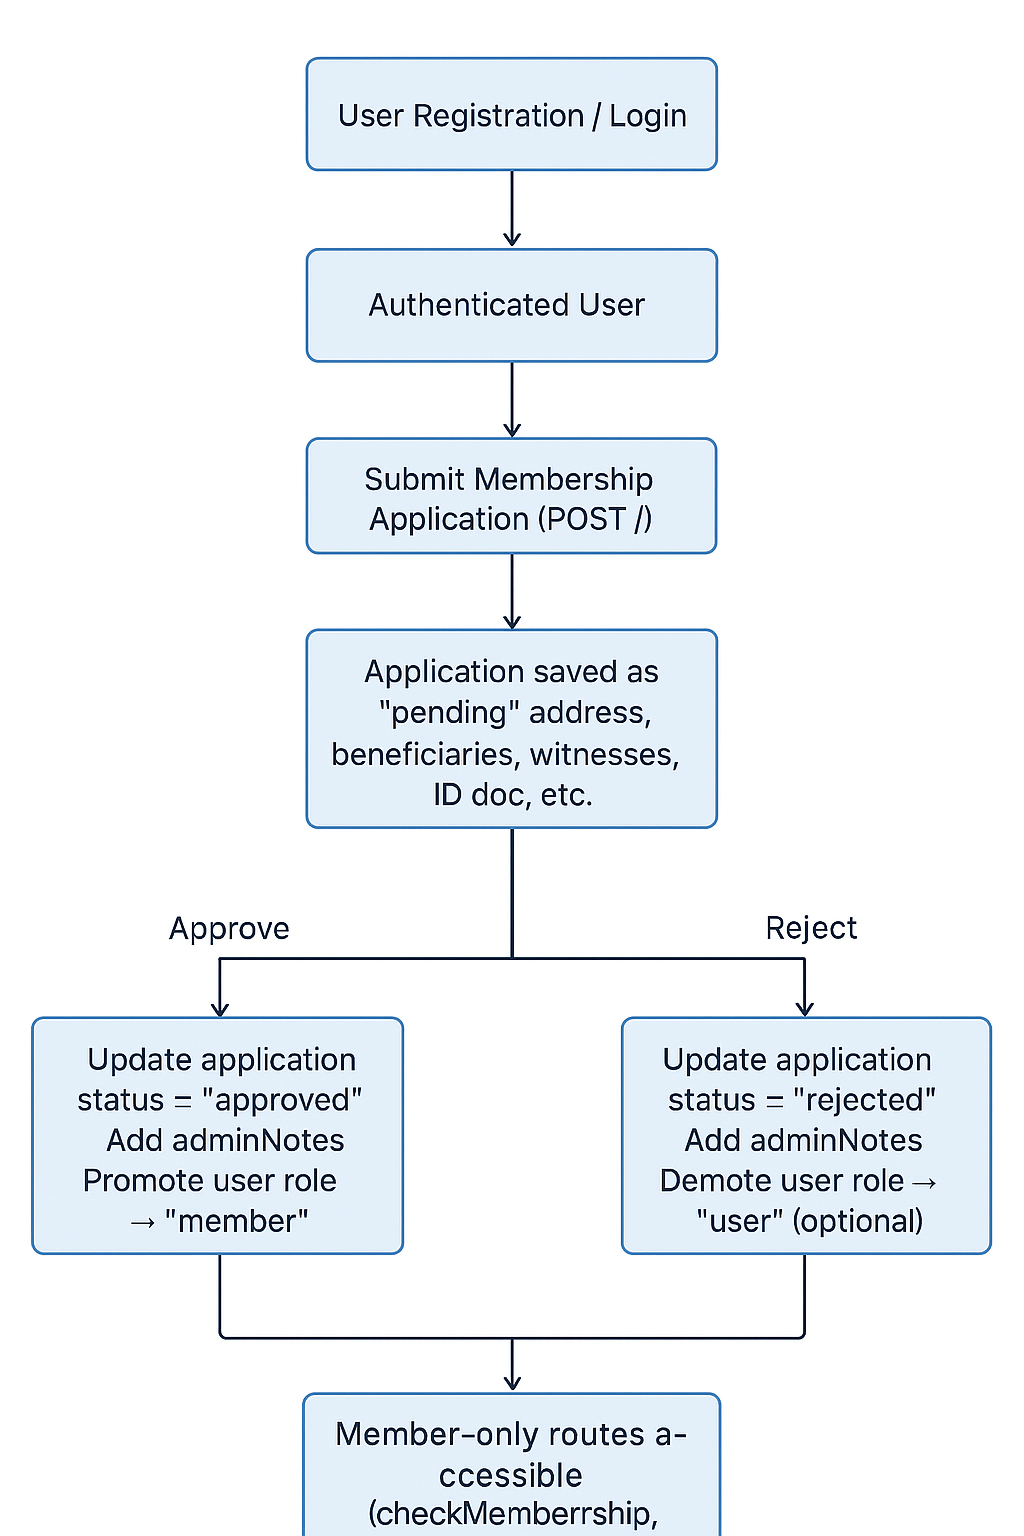 User Registration / Login
Authenticated User
Submit Membership
Application (POST /)
Application saved as
"pending" address,
beneficiaries, witnesses,
ID doc, etc.
Approve
Reject
Update application
status = "approved"
Add adminNotes
Promote user role
→ "member"
Update application
status = "rejected"
Add adminNotes
Demote user role →
"user" (optional)
Member-only routes a-
ccessible
(checkMemberrship,